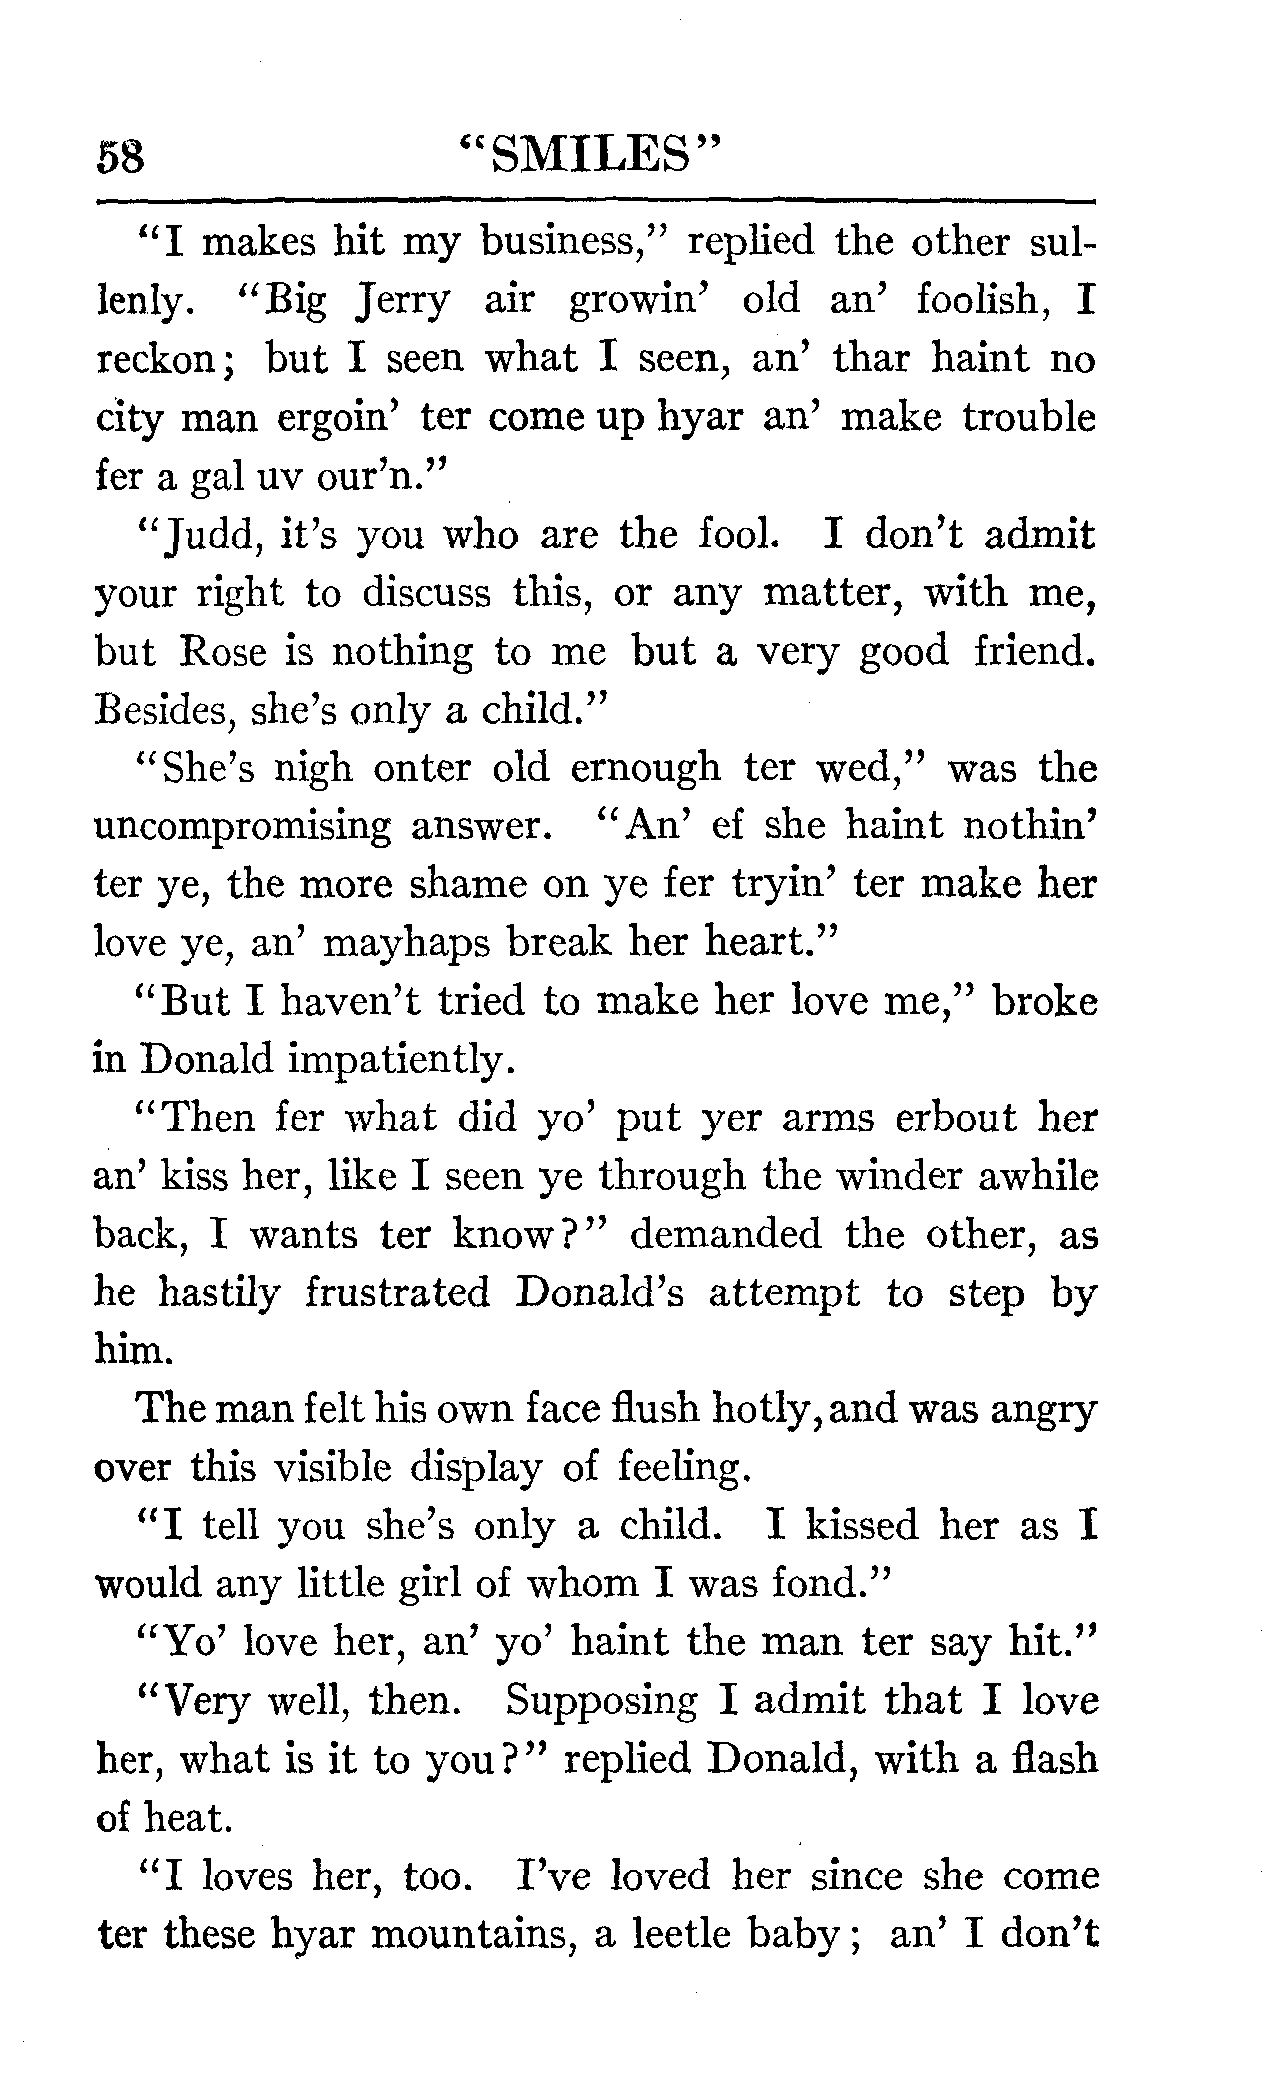 58 "SMILES"
"I makes hit my business," replied the other sul-
lenly. "Big Jerry air growin' old an' foolish, I
reckon; but I seen what I seen, an' thar haint no
city man ergoin' ter come up hyar an' make trouble
fer a gal uv our'n."
"Judd, it's you who are the fool. I don't admit
your right to discuss this, or any matter, with me,
but Rose is nothing to me but a very good friend.
Besides, she's only a child."
"She's nigh onter old ernough ter wed," was the
uncompromising answer. "An' ef she haint nothin'
ter ye, the more shame on ye fer tryin' ter make her
love ye, an' mayhaps break her heart."
"But I haven't tried to make her love me," broke
in Donald impatiently.
"Then fer what did yo' put yer arms erbout her
an' kiss her, like I seen ye through the winder awhile
back, I wants ter know?" demanded the other, as
he hastily frustrated Donald's attempt to step by
him.
The man felt his own face flush hotly, and was angry
over this visible display of feeling.
"I tell you she's only a child. I kissed her as I
would any little girl of whom I was fond."
"Yo' love her, an' yo' haint the man ter say hit."
"Very well, then. Supposing I admit that I love
her, what is it to you?" replied Donald, with a flash
of heat.
"I loves her, too. I've loved her since she come
ter these hyar mountains, a leetle baby; an' I don't